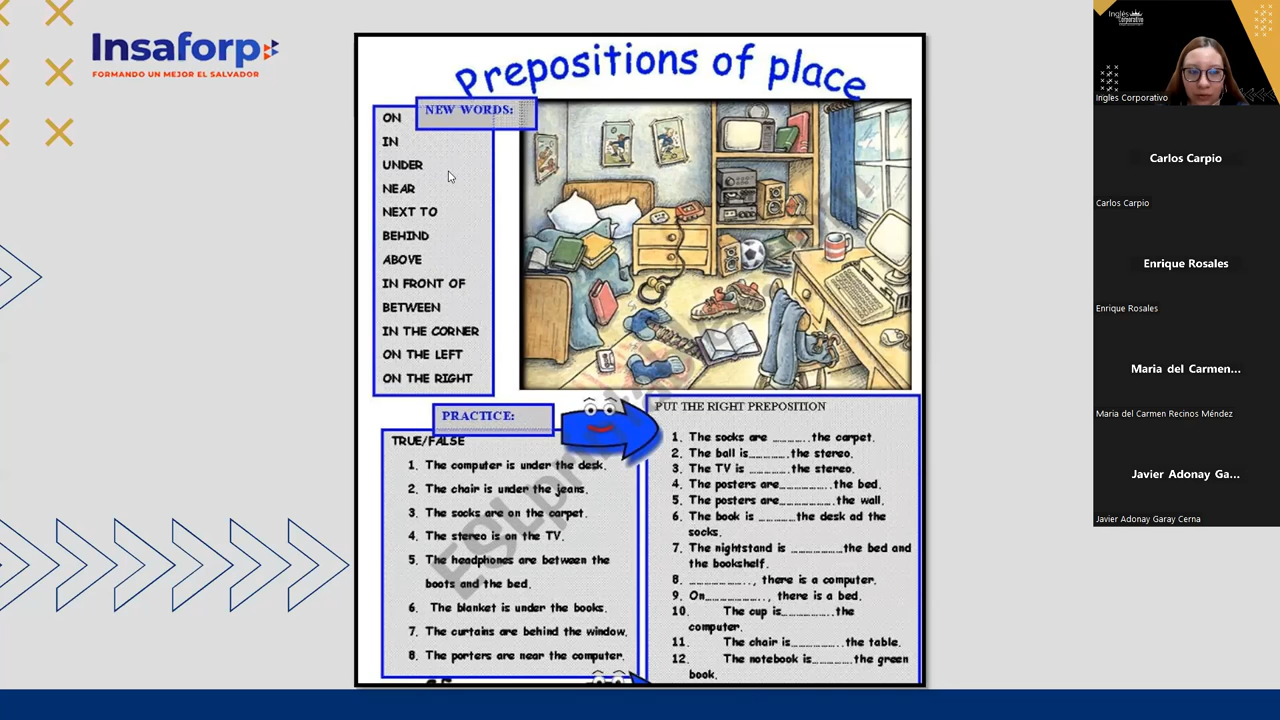 Insaforp
FORMANDO UN MEJOR EL SALVADOR
Prepositions of place
NEW WORDS:
ON
IN
UNDER
NEAR
NEXT TO
BEHIND
ABOVE
IN FRONT OF
BETWEEN
IN THE CORNER
ON THE LEFT
ON THE RIGHT
PRACTICE:
TRUE/FALSE
1. The computer is under the desk.
2. The chair is under the jeans.
3. The socks are on the carpet.
4. The stereo is on the TV.
5. The headphones are between the
boots and the bed.
6. The blanket is under the books.
7. The curtains are behind the window.
8. The porters are near the computer.
PUT THE RIGHT PREPOSITION
1. The socks are ………..the carpet.
2. The ball is………….the stereo.
3. The TV is ………….the stereo.
4. The posters are……………..the bed.
5. The posters are………………..the wall.
6. The book is …………the desk ad the
socks.
7. The nightstand is ……………..the bed and
the bookshelf.
8. ……………….., there is a computer.
9. On……………….., there is a bed.
10. The cup is……………..the
computer.
11. The chair is……………..the table.
12. The notebook is………….the green
book.
Inglés
Corporativo
Ingles Corporativo
Carlos Carpio
Carlos Carpio
Enrique Rosales
Enrique Rosales
Maria del Carmen...
Maria del Carmen Recinos Méndez
Javier Adonay Ga...
Javier Adonay Garay Cerna